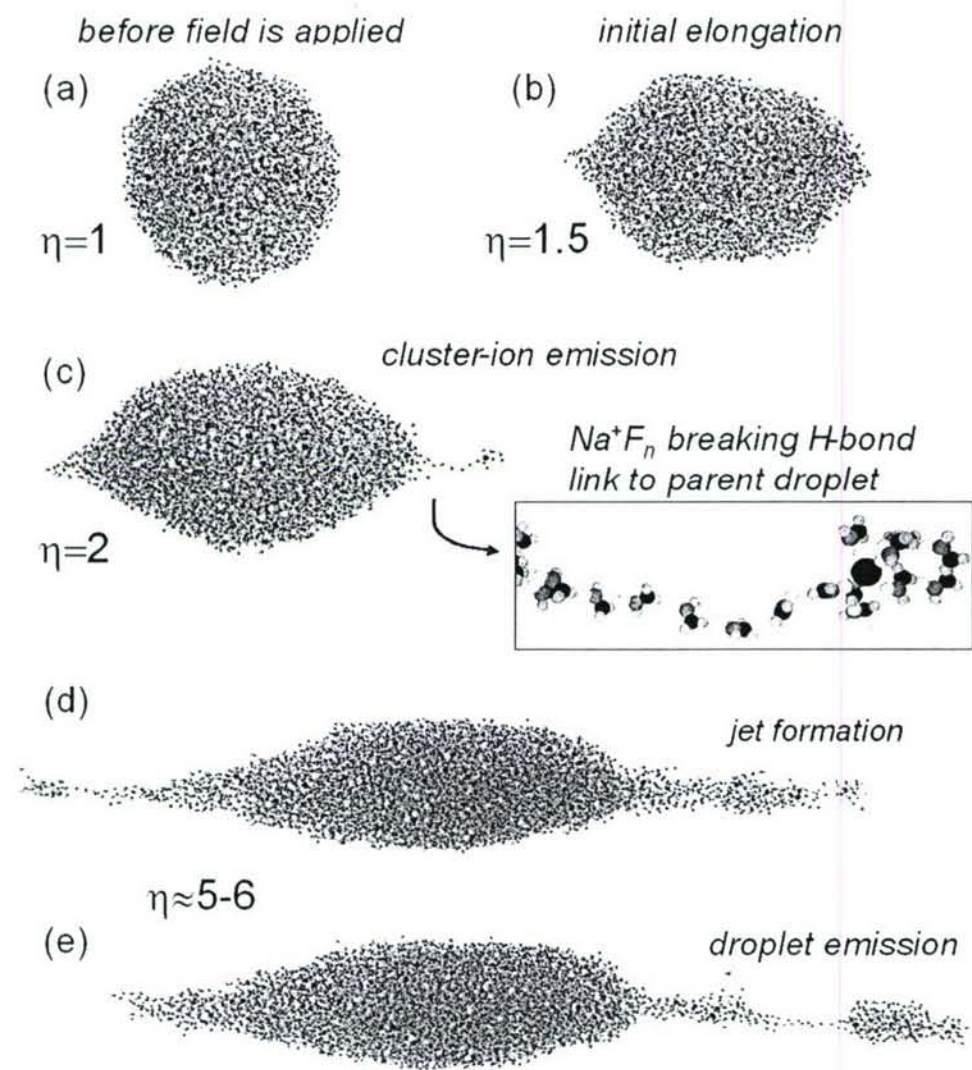 before field is applied
initial elongation
(a)
(b)
η=1
η=1.5
(c)
cluster-ion emission
Na⁺Fₙ breaking H-bond
link to parent droplet
η=2
(d)
jet formation
η≈5-6
(e)
droplet emission